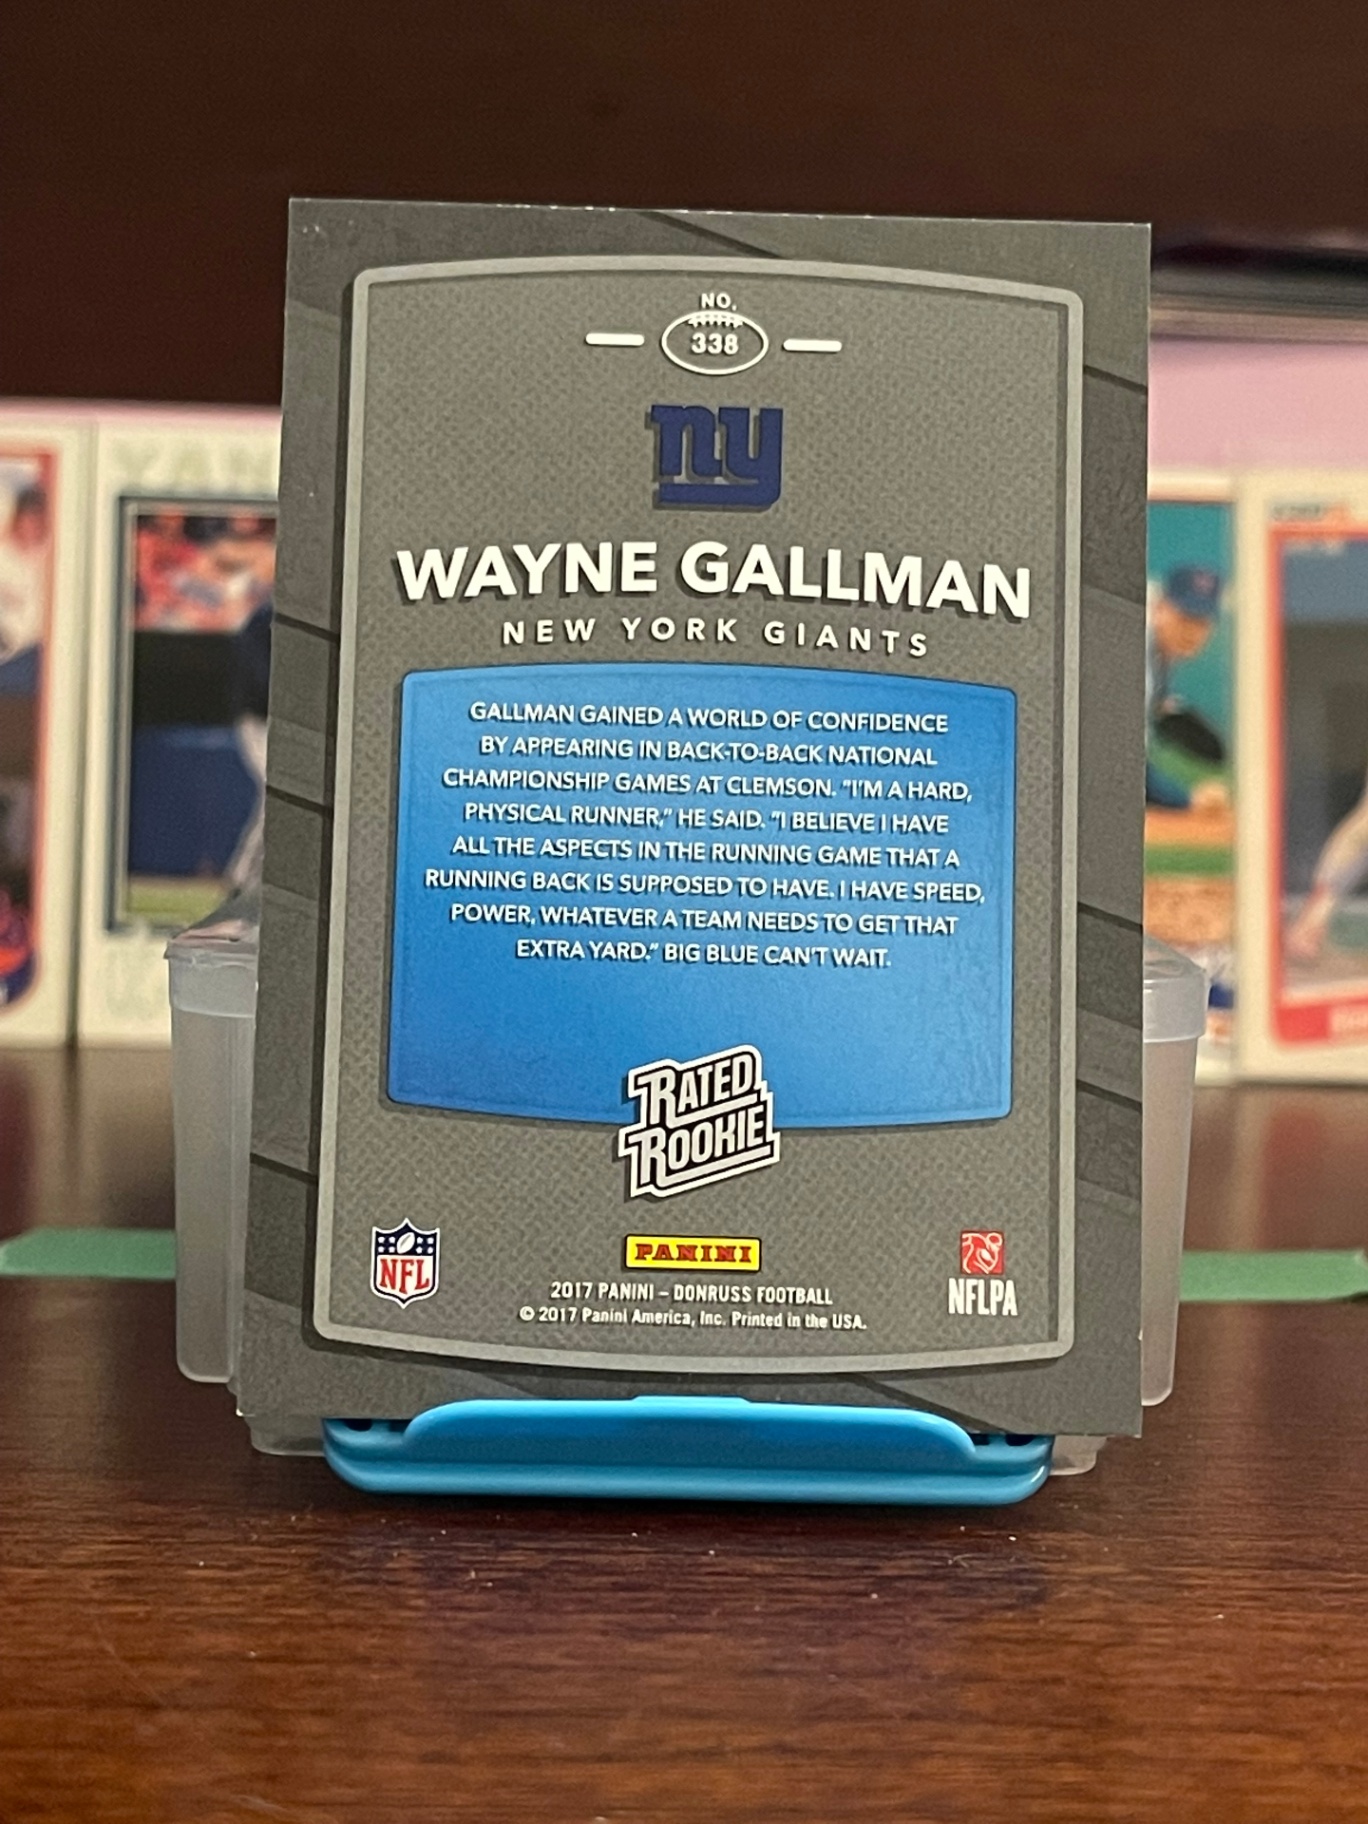 NO.
338
ny
WAYNE GALLMAN
NEW YORK GIANTS
GALLMAN GAINED A WORLD OF CONFIDENCE
BY APPEARING IN BACK-TO-BACK NATIONAL
CHAMPIONSHIP GAMES AT CLEMSON. "I'M A HARD,
PHYSICAL RUNNER," HE SAID. "I BELIEVE I HAVE
ALL THE ASPECTS IN THE RUNNING GAME THAT A
RUNNING BACK IS SUPPOSED TO HAVE. I HAVE SPEED,
POWER, WHATEVER A TEAM NEEDS TO GET THAT
EXTRA YARD." BIG BLUE CAN'T WAIT.
RATED
ROOKIE
NFL
PANINI
NFLPA
2017 PANINI – DONRUSS FOOTBALL
© 2017 Panini America, Inc. Printed in the USA.